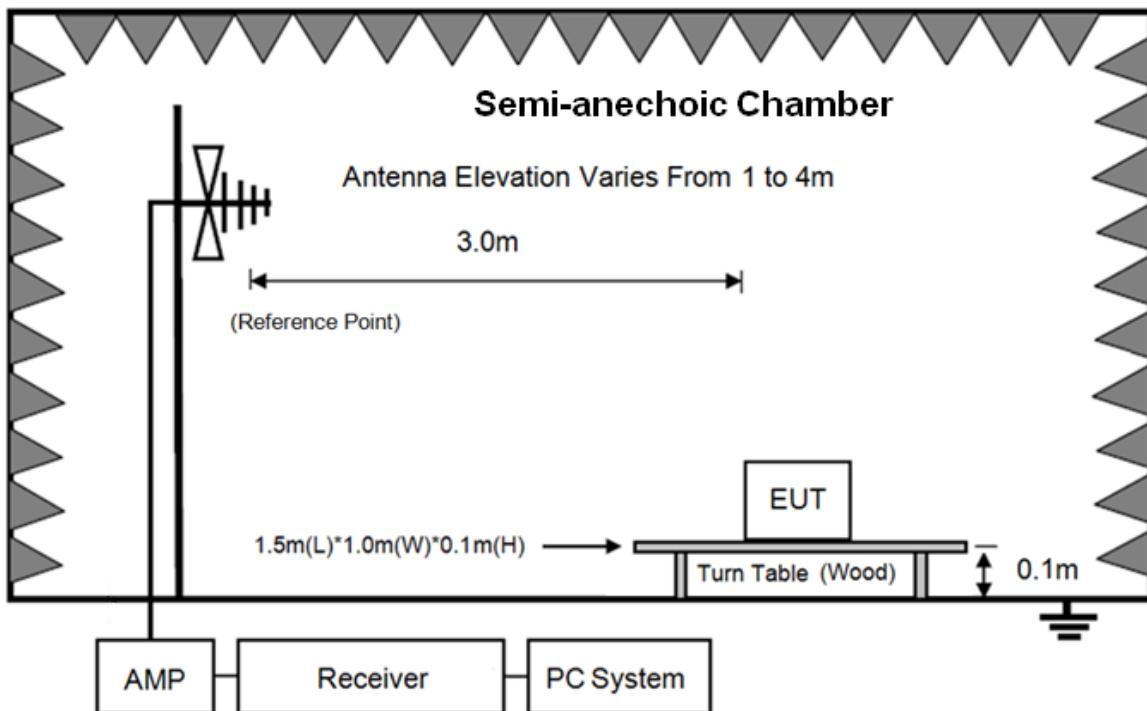 Semi-anechoic Chamber
Antenna Elevation Varies From 1 to 4m
3.0m
(Reference Point)
EUT
1.5m(L)*1.0m(W)*0.1m(H)
Turn Table (Wood)
0.1m
AMP
Receiver
PC System